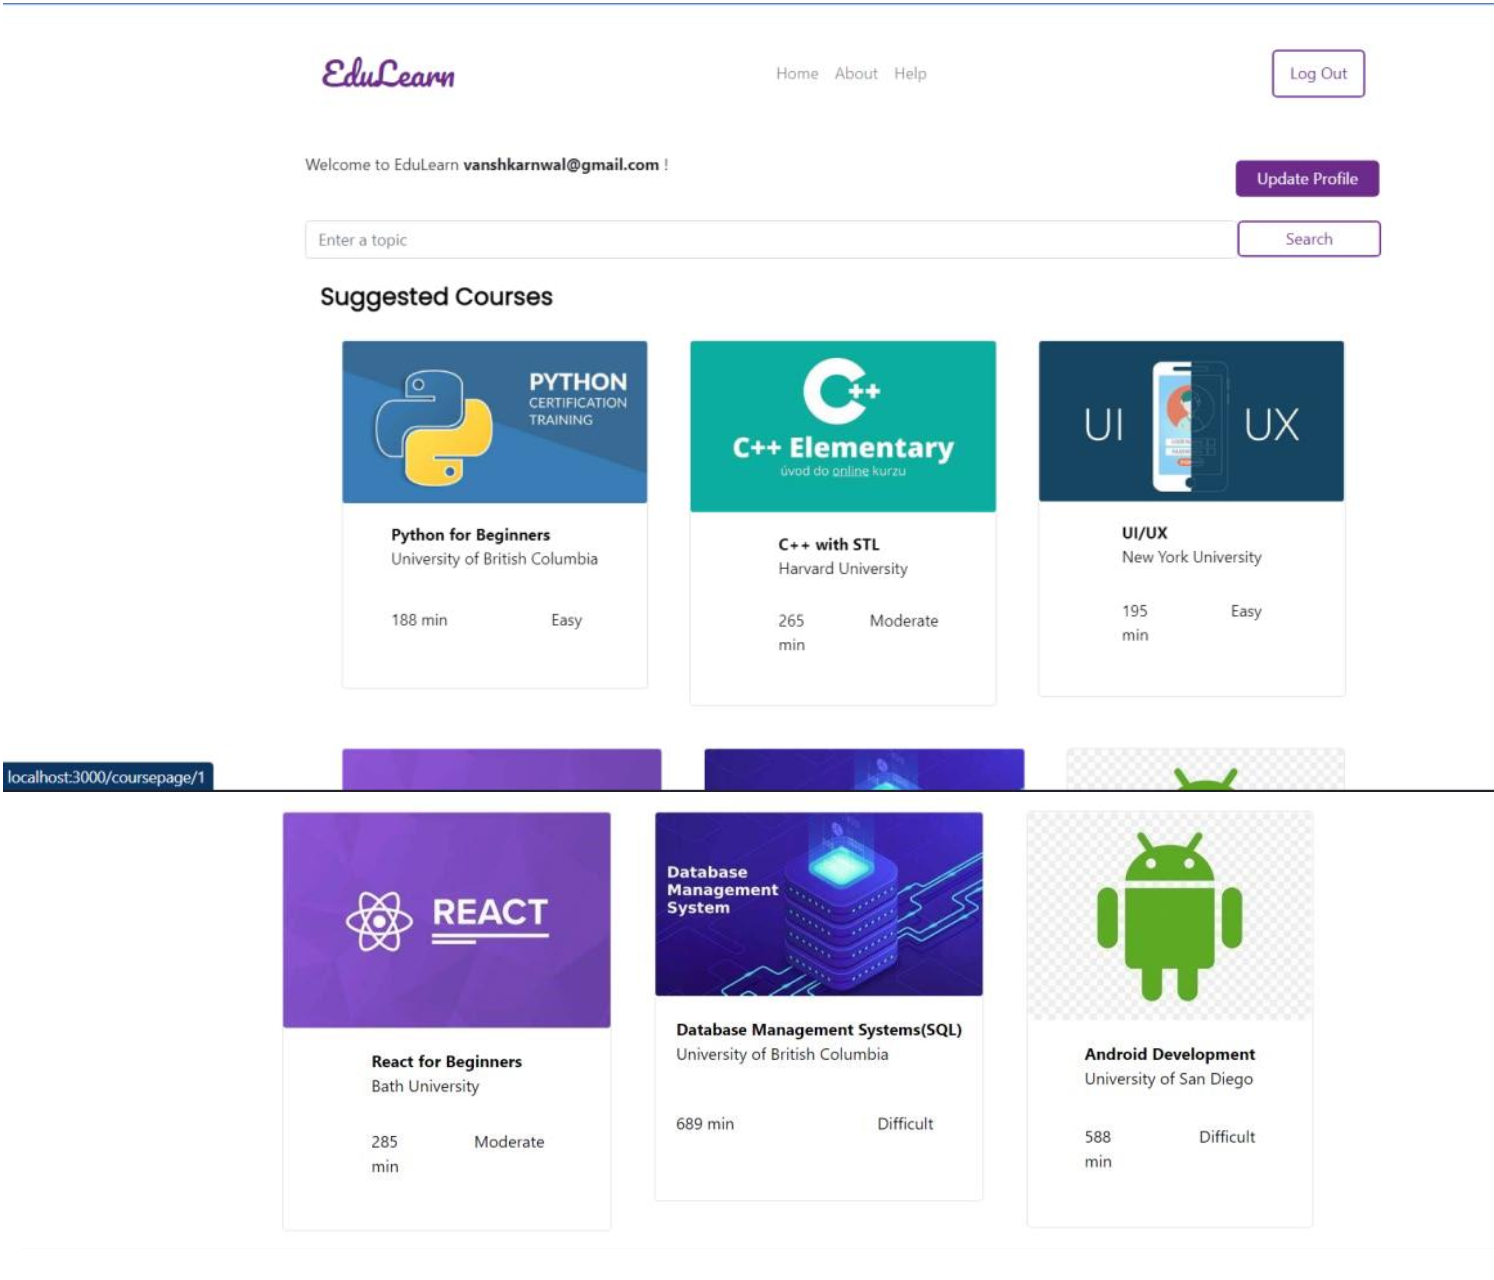 EduLearn
Home About Help
Log Out
Welcome to EduLearn vanshkarnwal@gmail.com !
Update Profile
Enter a topic
Search
Suggested Courses
PYTHON
CERTIFICATION
TRAINING
Python for Beginners
University of British Columbia
188 min Easy
C++
C++ Elementary
úvod do online kurzu
C++ with STL
Harvard University
265 min Moderate
UI UX
UI/UX
New York University
195 min Easy
localhost:3000/coursepage/1
REACT
React for Beginners
Bath University
285 min Moderate
Database
Management
System
Database Management Systems(SQL)
University of British Columbia
689 min Difficult
Android Development
University of San Diego
588 min Difficult